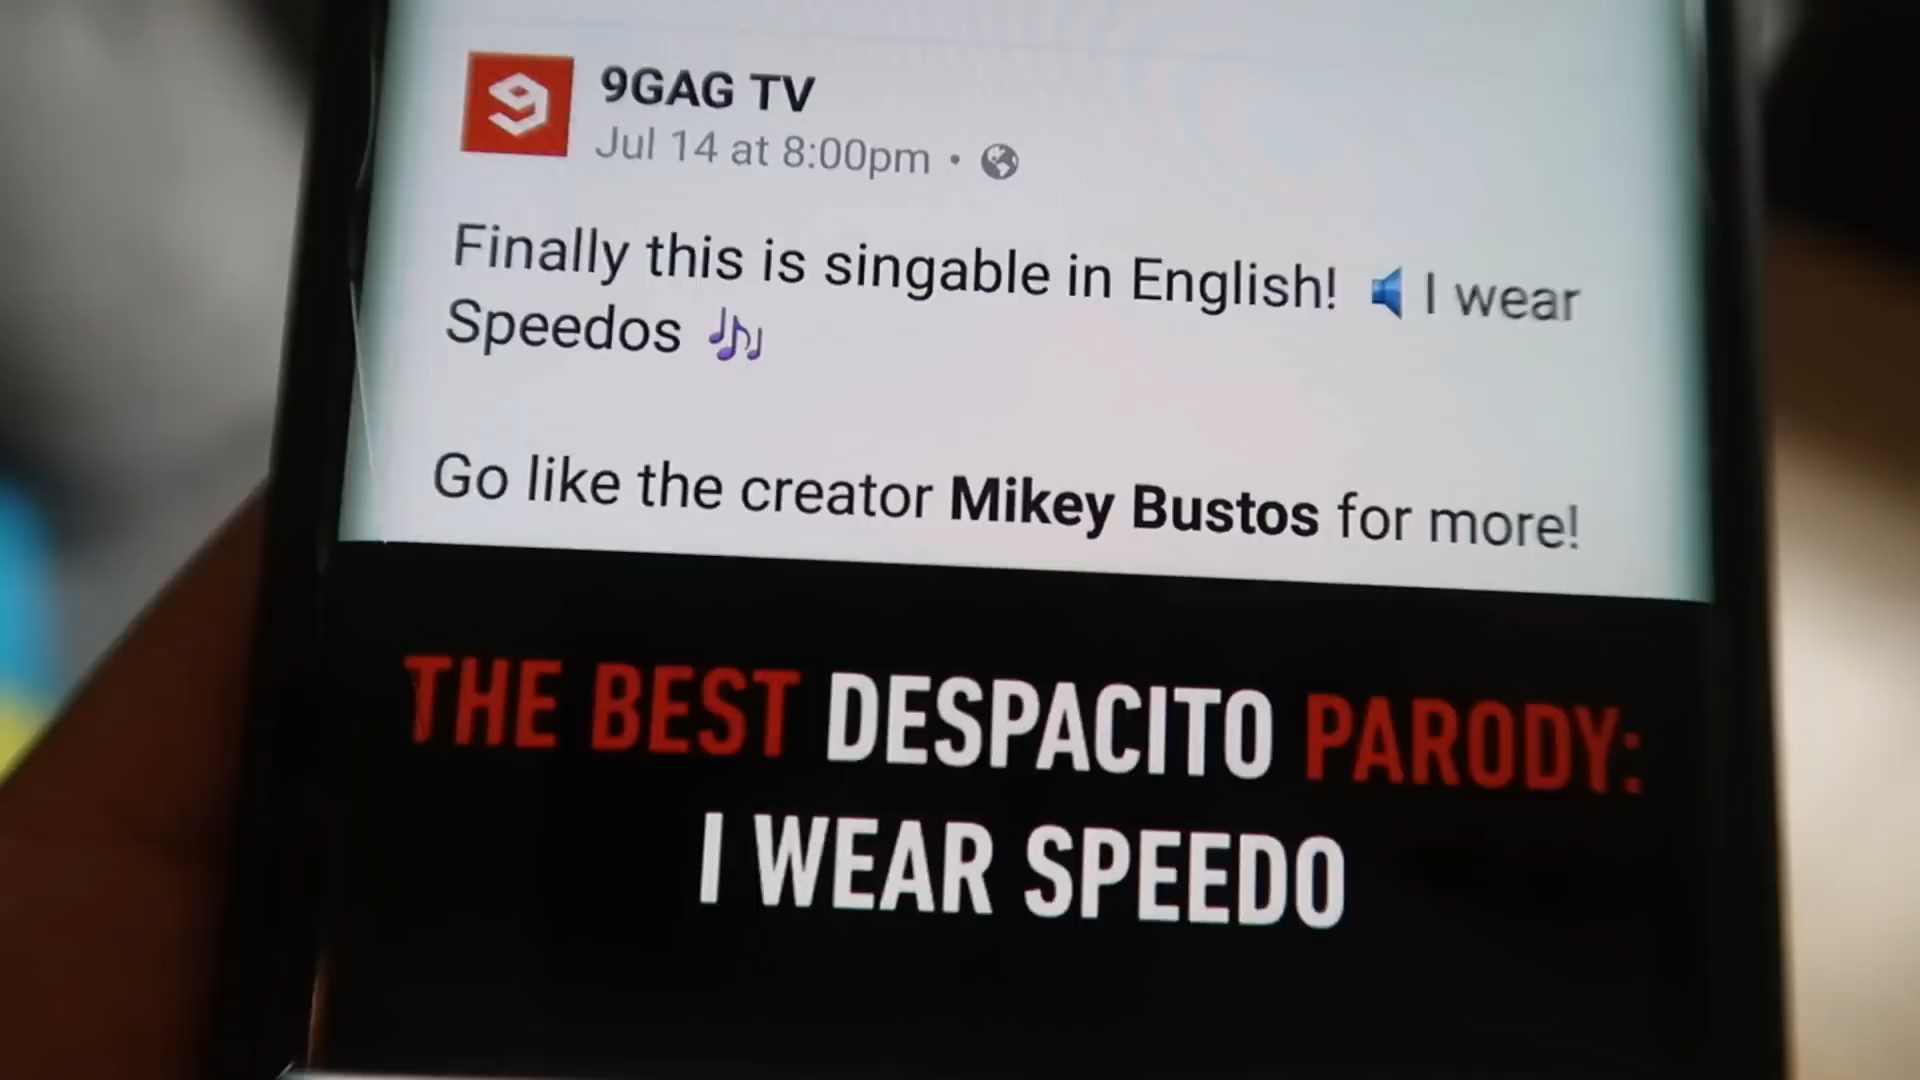 9GAG TV
Jul 14 at 8:00pm ·
Finally this is singable in English! 🔈 I wear
Speedos 🎶
Go like the creator Mikey Bustos for more!
THE BEST DESPACITO PARODY:
I WEAR SPEEDO